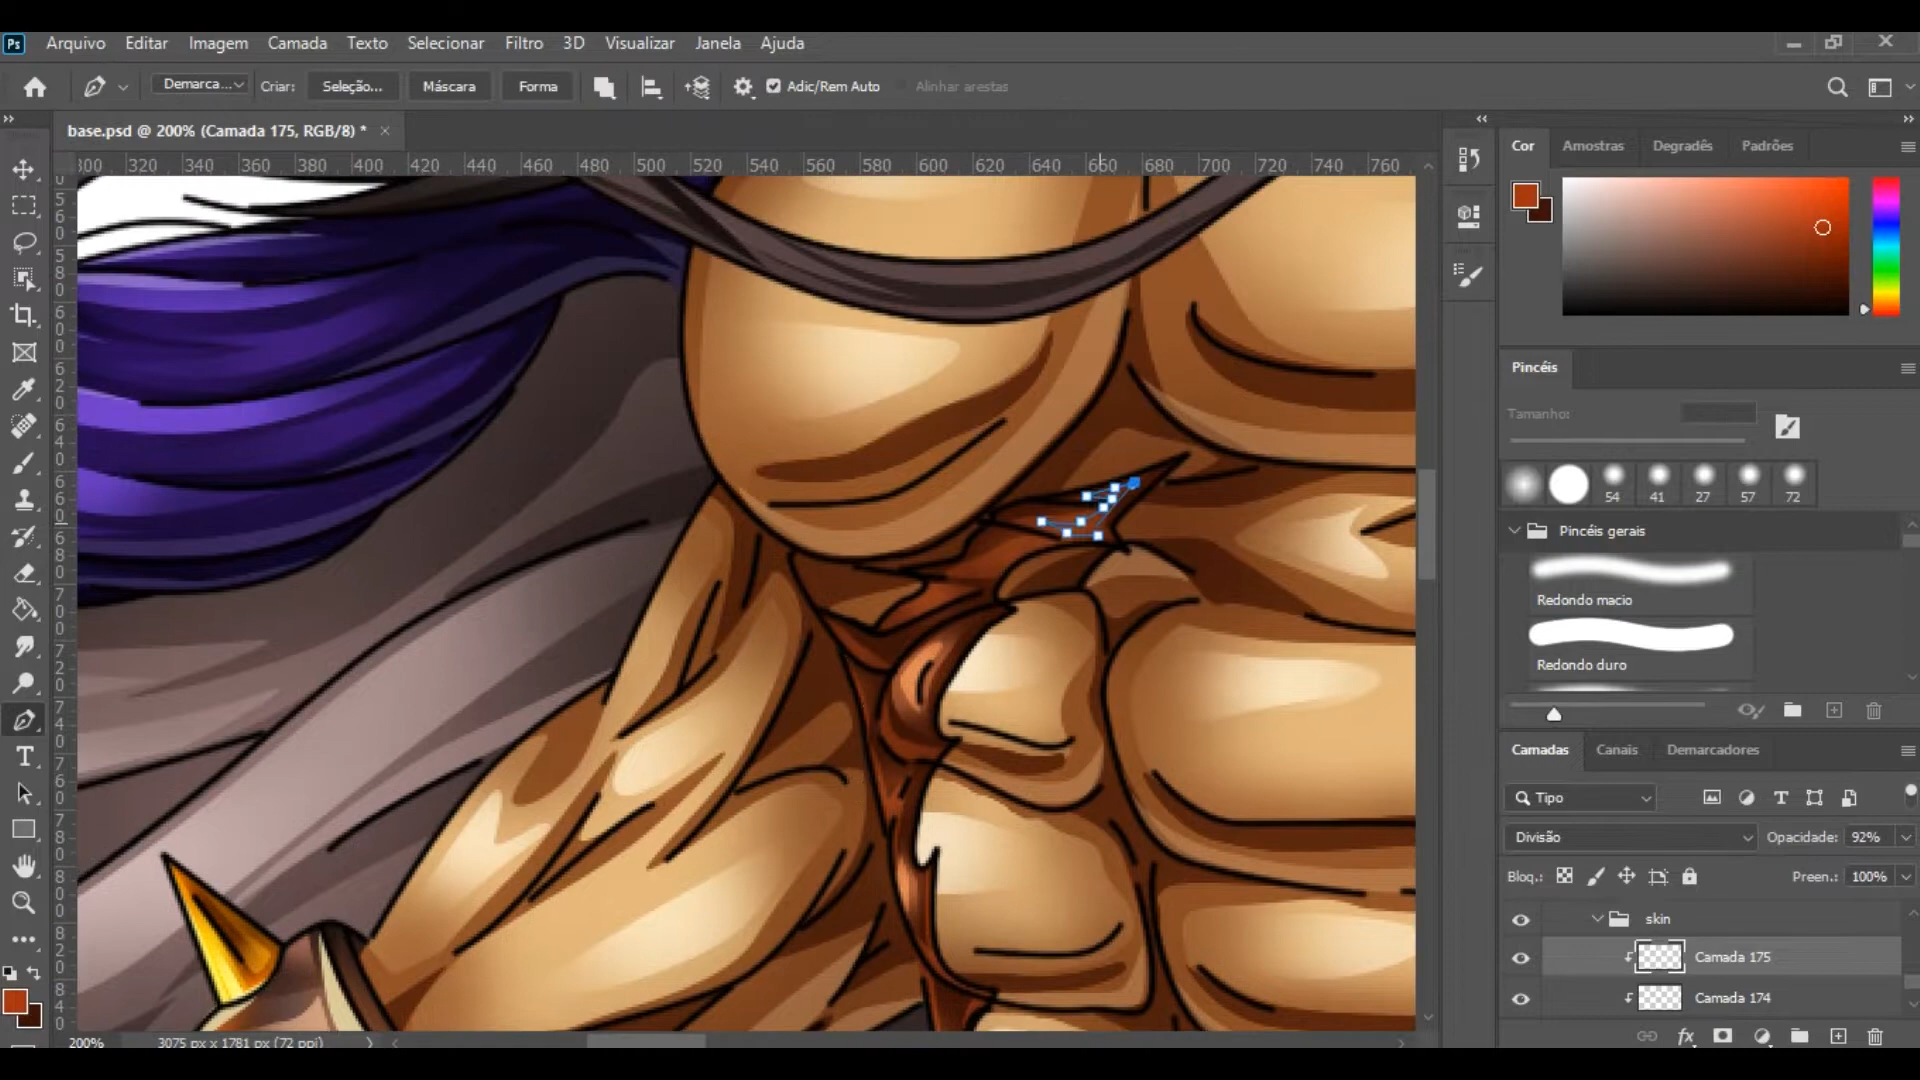 Ps Arquivo Editar Imagem Camada Texto Selecionar Filtro 3D Visualizar Janela Ajuda
Demarca... Criar: Seleção... Máscara Forma Adic/Rem Auto Alinhar arestas
base.psd @ 200% (Camada 175, RGB/8) *
300 320 340 360 380 400 420 440 460 480 500 520 540 560 580 600 620 640 660 680 700 720 740 760
Cor Amostras Degradês Padrões
Pincéis
Tamanho:
54 41 27 57 72
Pincéis gerais
Redondo macio
Redondo duro
Camadas Canais Demarcadores
Tipo
Divisão Opacidade: 92%
Bloq.: Preen.: 100%
skin
Camada 175
Camada 174
200% 3075 px x 1781 px (72 ppi)